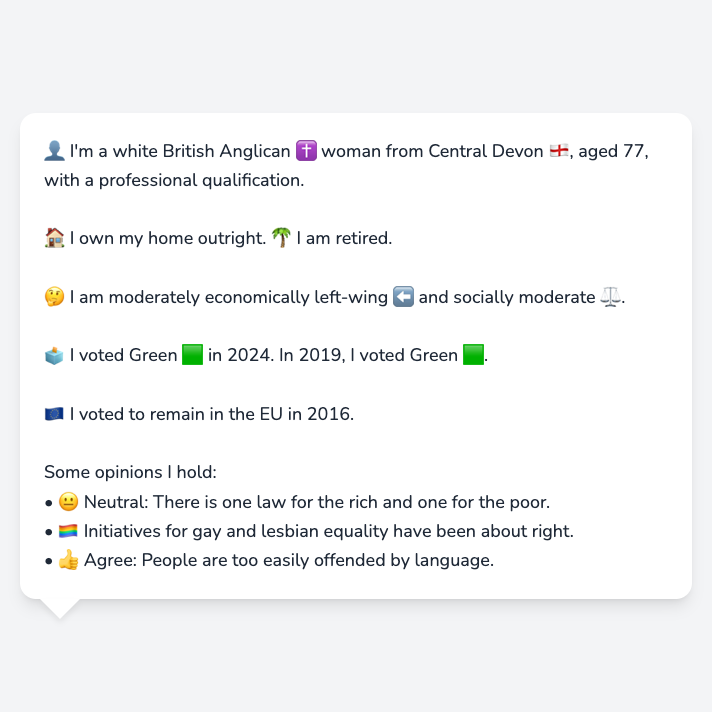 👤 I'm a white British Anglican ✝️ woman from Central Devon 🏴󠁧󠁢󠁥󠁮󠁧󠁿, aged 77,
with a professional qualification.
🏠 I own my home outright. 🌴 I am retired.
🤔 I am moderately economically left-wing ⬅️ and socially moderate ⚖️.
🗳️ I voted Green 🟩 in 2024. In 2019, I voted Green 🟩.
🇪🇺 I voted to remain in the EU in 2016.
Some opinions I hold:
• 😐 Neutral: There is one law for the rich and one for the poor.
• 🏳️‍🌈 Initiatives for gay and lesbian equality have been about right.
• 👍 Agree: People are too easily offended by language.